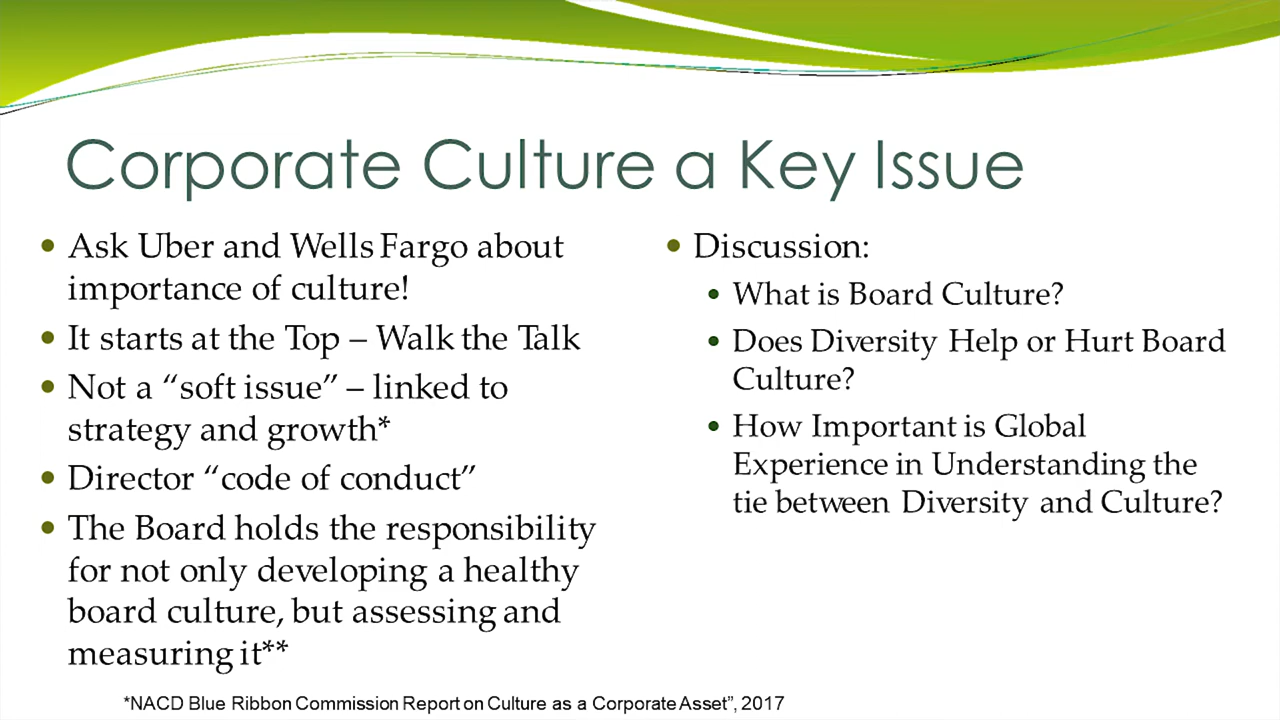 Corporate Culture a Key Issue
• Ask Uber and Wells Fargo about
importance of culture!
• It starts at the Top – Walk the Talk
• Not a “soft issue” – linked to
strategy and growth*
• Director “code of conduct”
• The Board holds the responsibility
for not only developing a healthy
board culture, but assessing and
measuring it**
• Discussion:
• What is Board Culture?
• Does Diversity Help or Hurt Board
Culture?
• How Important is Global
Experience in Understanding the
tie between Diversity and Culture?
*NACD Blue Ribbon Commission Report on Culture as a Corporate Asset”, 2017